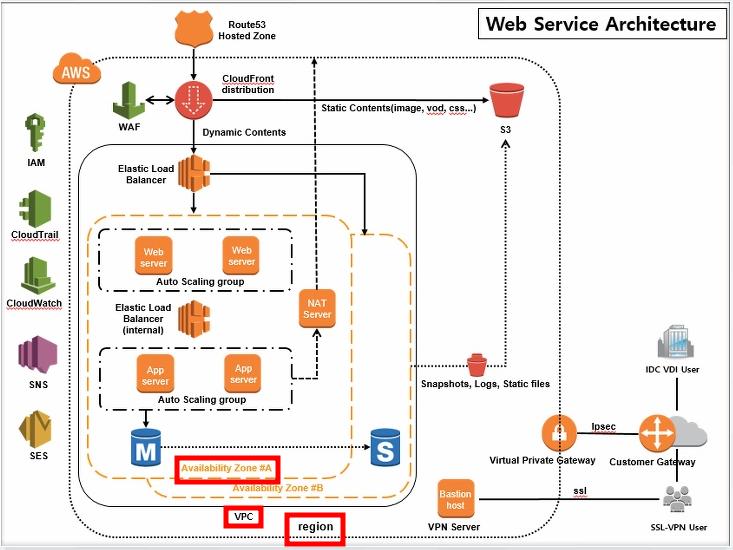 Web Service Architecture
Route53
Hosted Zone
AWS
CloudFront
distribution
WAF
Static Contents(image, vod, css...)
S3
Dynamic Contents
IAM
Elastic Load
Balancer
CloudTrail
Web
server
Web
server
Auto Scaling group
CloudWatch
Elastic Load
Balancer
(internal)
NAT
Server
SNS
App
server
App
server
Auto Scaling group
Snapshots, Logs, Static files
IDC VDI User
SES
M
S
Ipsec
Virtual Private Gateway
Customer Gateway
Availability Zone #A
Availability Zone #B
Bastion
host
ssl
VPC
region
VPN Server
SSL-VPN User